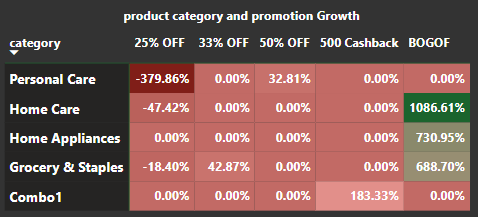 product category and promotion Growth
category 25% OFF 33% OFF 50% OFF 500 Cashback BOGOF
Personal Care -379.86% 0.00% 32.81% 0.00% 0.00%
Home Care -47.42% 0.00% 0.00% 0.00% 1086.61%
Home Appliances 0.00% 0.00% 0.00% 0.00% 730.95%
Grocery & Staples -18.40% 42.87% 0.00% 0.00% 688.70%
Combo1 0.00% 0.00% 0.00% 183.33% 0.00%